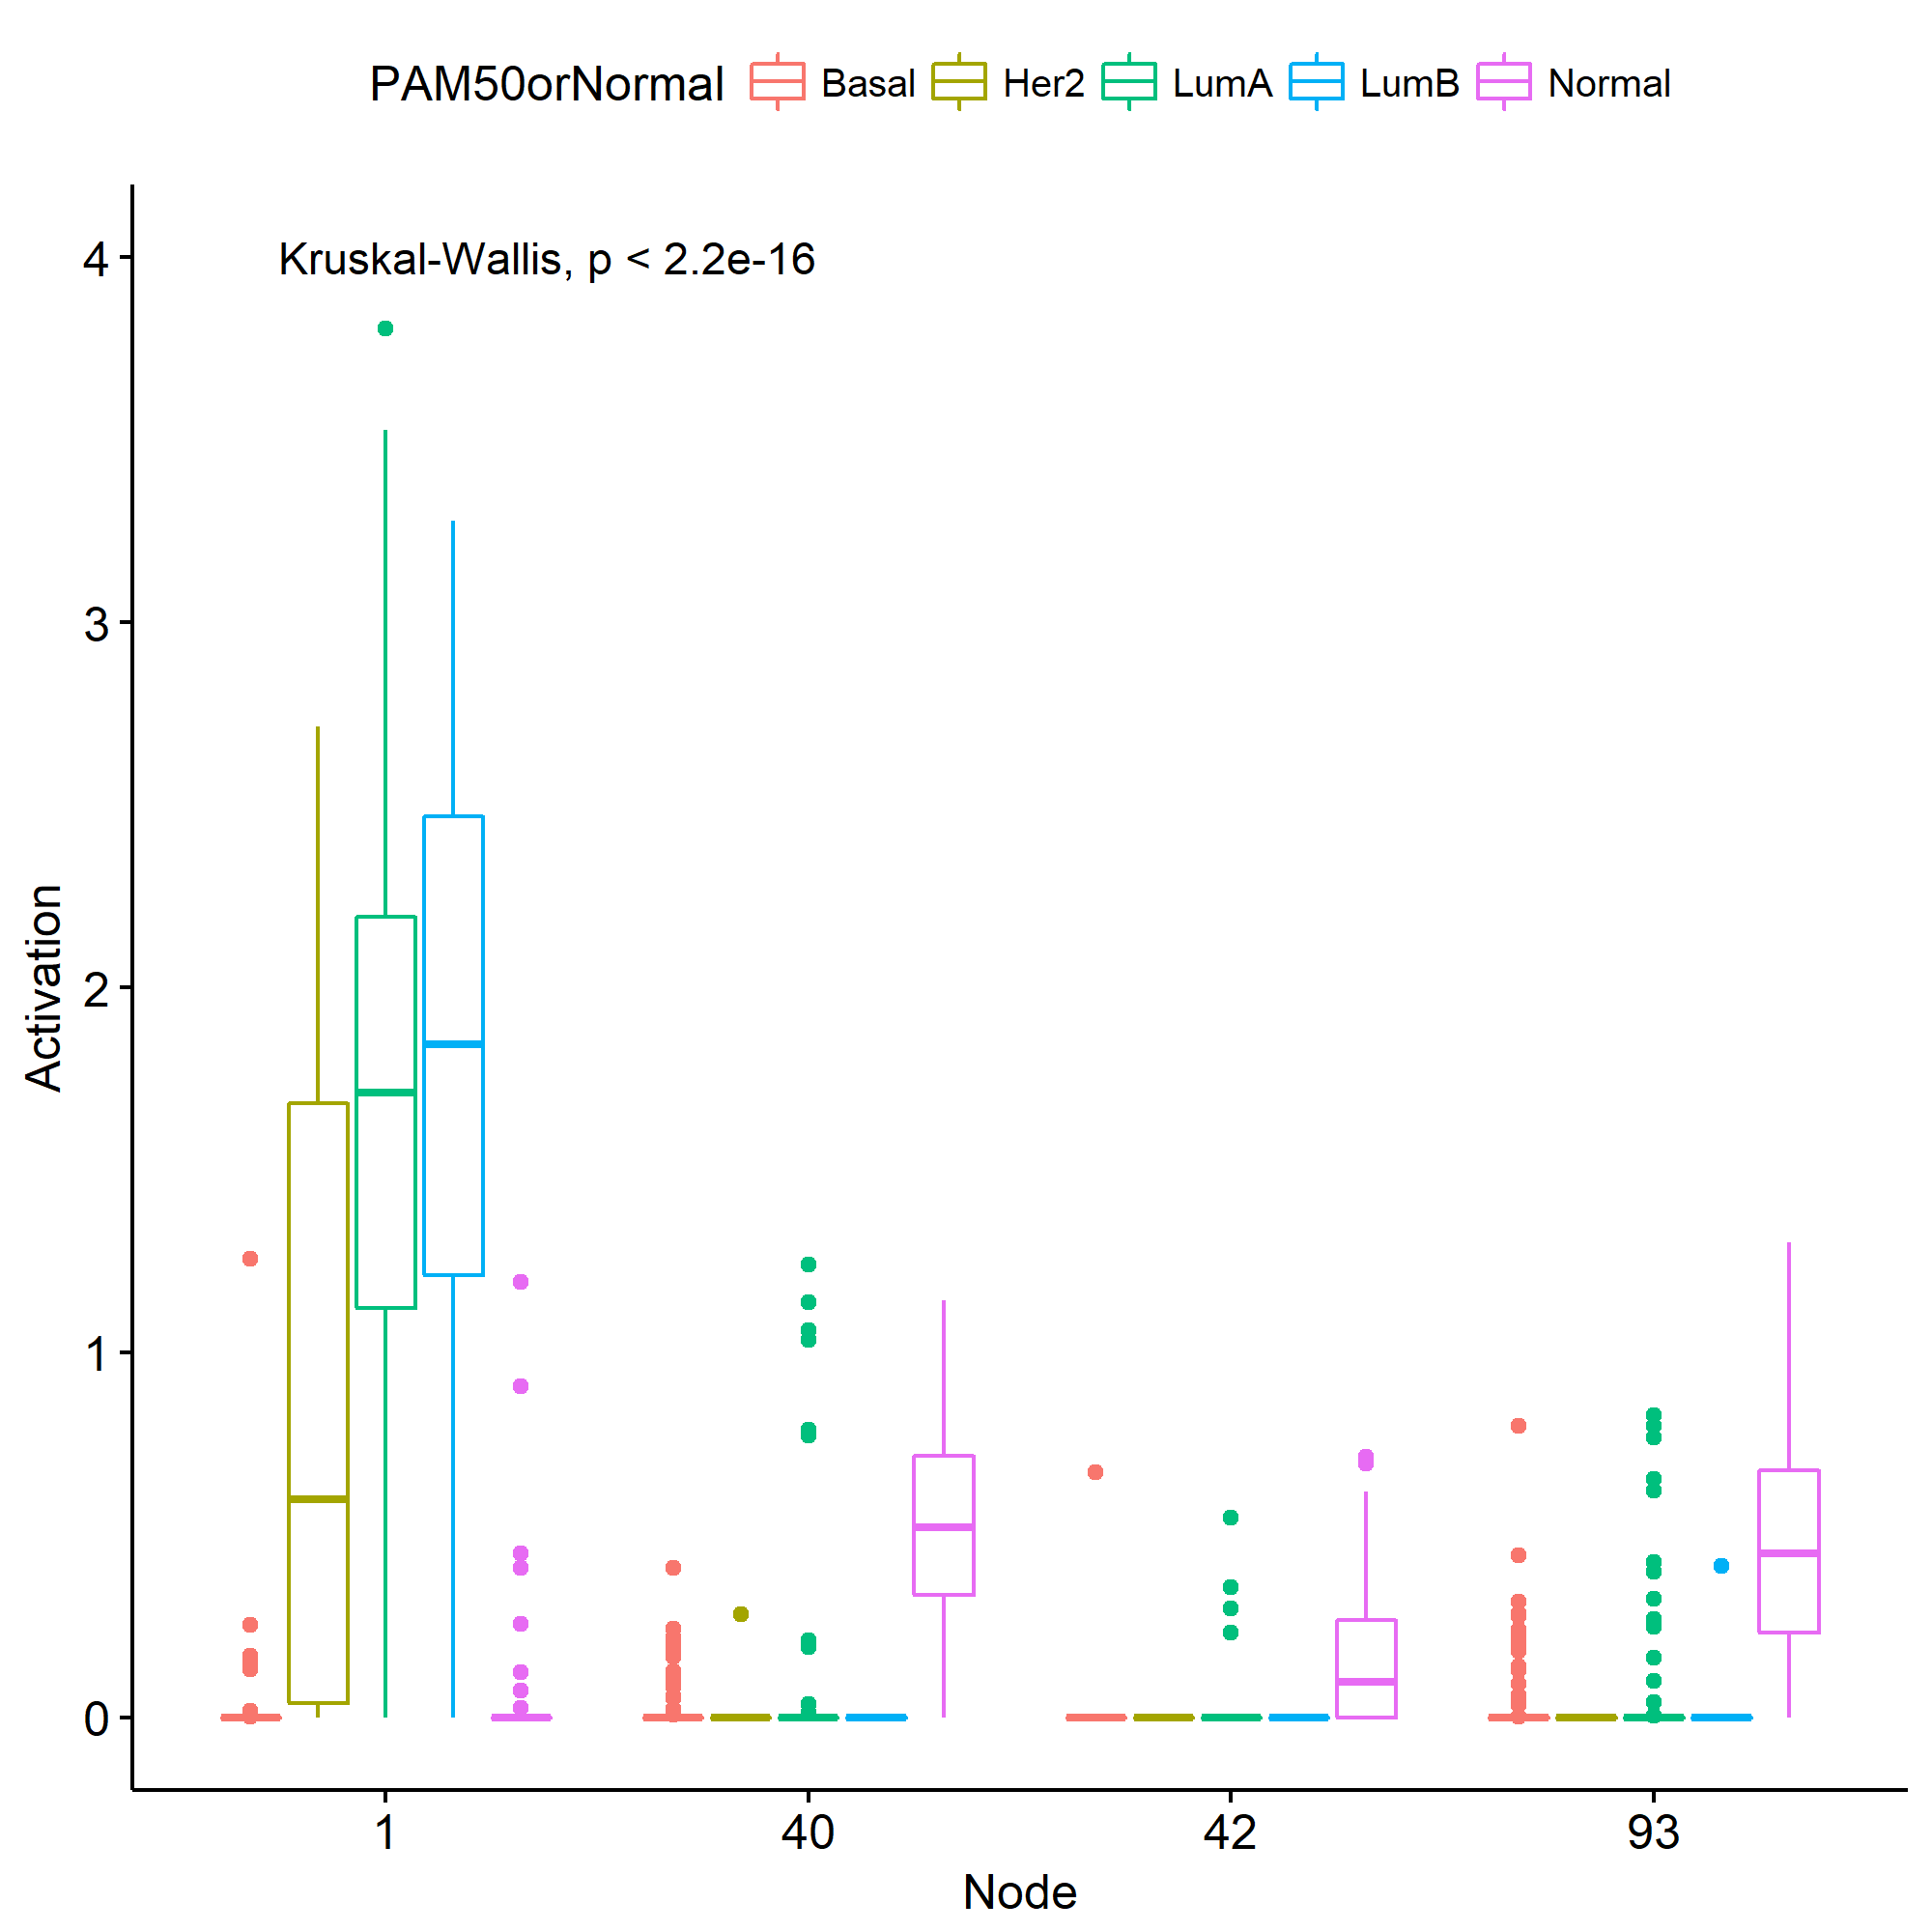 PAM50orNormal Basal Her2 LumA LumB Normal
Kruskal-Wallis, p < 2.2e-16
4
3
2
1
0
Activation
1 40 42 93
Node